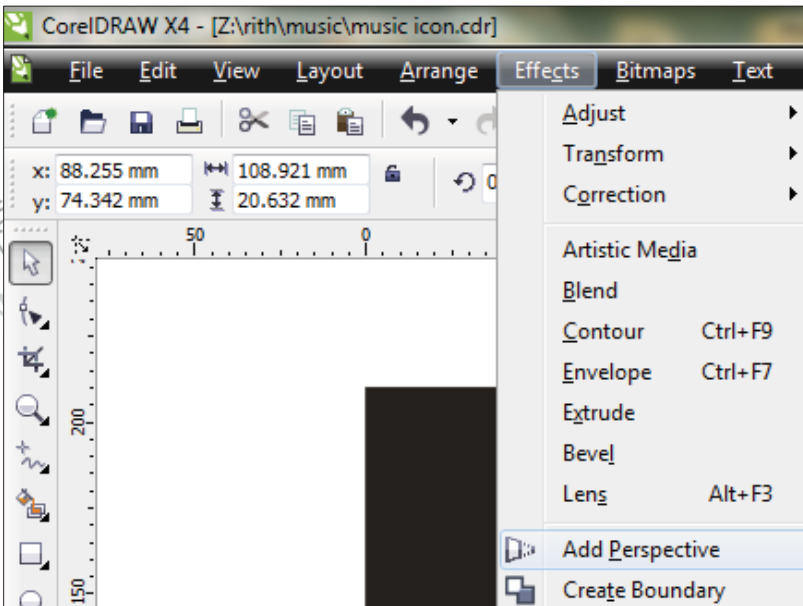 CorelDRAW X4 - [Z:\rith\music\music icon.cdr]
File Edit View Layout Arrange Effects Bitmaps Text
x: 88.255 mm 108.921 mm 0
y: 74.342 mm 20.632 mm
50 0
200
150
Adjust
Transform
Correction
Artistic Media
Blend
Contour Ctrl+F9
Envelope Ctrl+F7
Extrude
Bevel
Lens Alt+F3
Add Perspective
Create Boundary